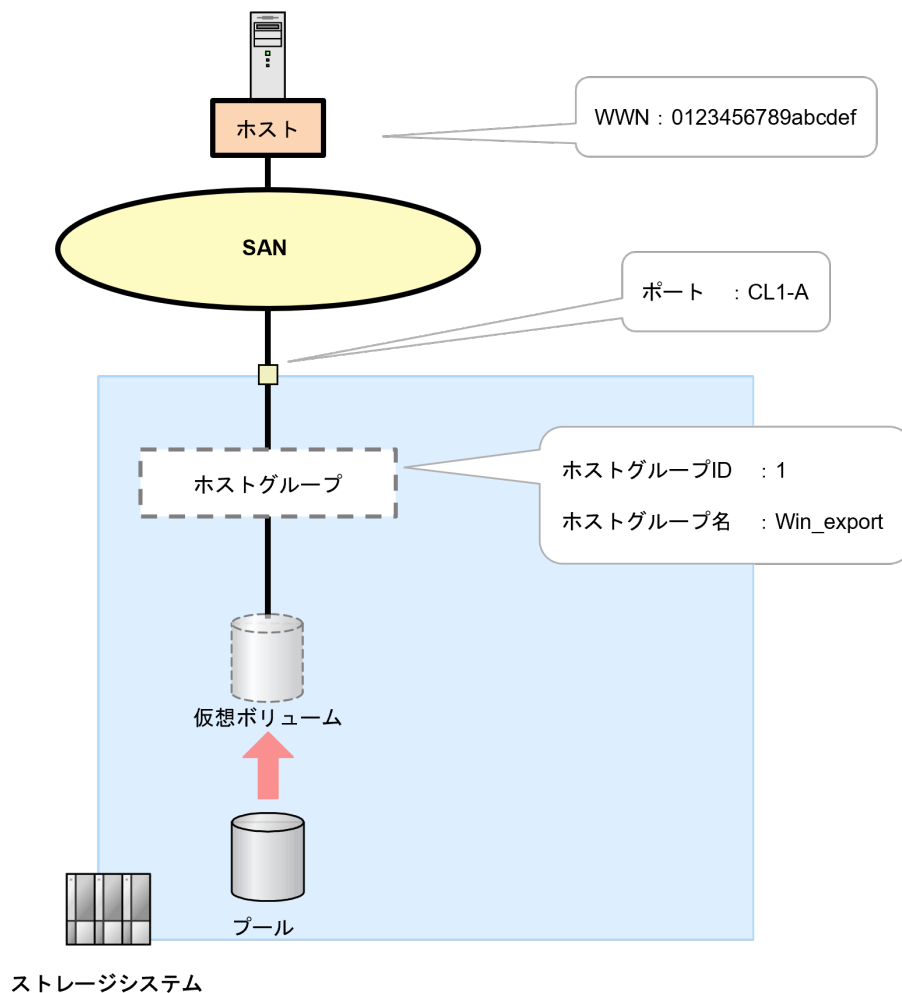 ホスト
WWN：0123456789abcdef
SAN
ポート　：CL1-A
ホストグループ
ホストグループID　：1
ホストグループ名　：Win_export
仮想ボリューム
プール
ストレージシステム